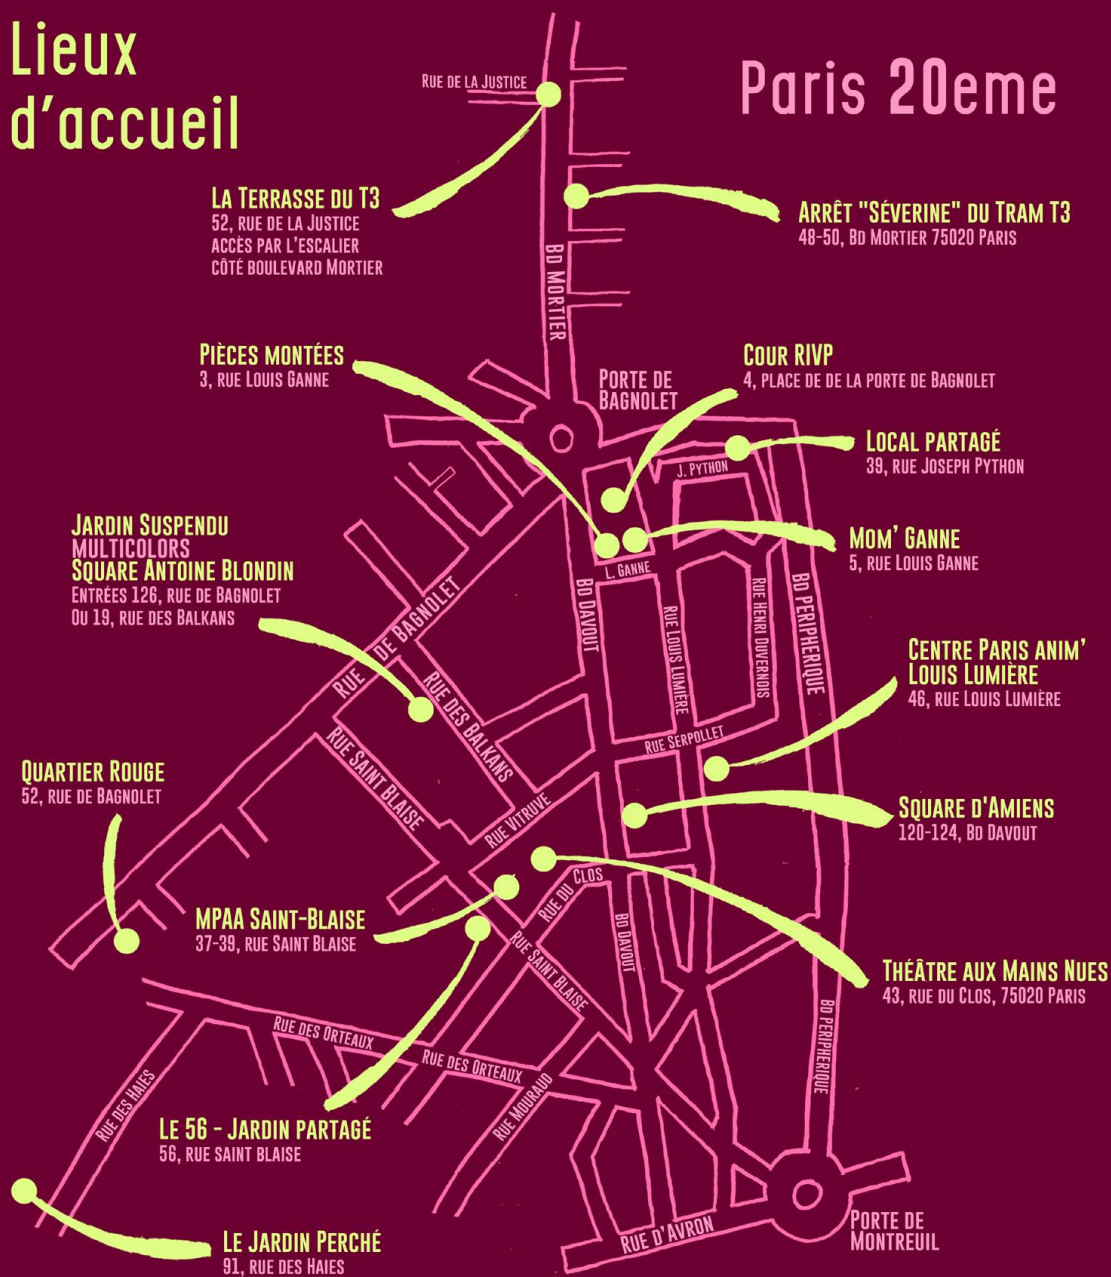 Lieux
d'accueil
Paris 20eme
RUE DE LA JUSTICE
LA TERRASSE DU T3
52, RUE DE LA JUSTICE
ACCÈS PAR L'ESCALIER
CÔTÉ BOULEVARD MORTIER
ARRÊT "SÉVERINE" DU TRAM T3
48-50, BD MORTIER 75020 PARIS
BD MORTIER
PIÈCES MONTÉES
3, RUE LOUIS GANNE
COUR RIVP
4, PLACE DE DE LA PORTE DE BAGNOLET
PORTE DE
BAGNOLET
LOCAL PARTAGÉ
39, RUE JOSEPH PYTHON
J. PYTHON
JARDIN SUSPENDU
MULTICOLORS
SQUARE ANTOINE BLONDIN
ENTRÉES 126, RUE DE BAGNOLET
OU 19, RUE DES BALKANS
MOM' GANNE
5, RUE LOUIS GANNE
L. GANNE
RUE DE BAGNOLET
BD DAVOUT
RUE LOUIS LUMIÈRE
RUE HENRI DUVERNOIS
BD PERIPHERIQUE
CENTRE PARIS ANIM'
LOUIS LUMIÈRE
46, RUE LOUIS LUMIÈRE
RUE DES BALKANS
RUE SAINT BLAISE
RUE SERPOLLET
QUARTIER ROUGE
52, RUE DE BAGNOLET
RUE VITRUVE
SQUARE D'AMIENS
120-124, BD DAVOUT
RUE DU CLOS
MPAA SAINT-BLAISE
37-39, RUE SAINT BLAISE
BD DAVOUT
RUE SAINT BLAISE
THÉÂTRE AUX MAINS NUES
43, RUE DU CLOS, 75020 PARIS
RUE DES ORTEAUX
RUE DES ORTEAUX
BD PERIPHERIQUE
RUE DES HAIES
RUE MOURAUD
LE 56 - JARDIN PARTAGÉ
56, RUE SAINT BLAISE
LE JARDIN PERCHÉ
91, RUE DES HAIES
RUE D'AVRON
PORTE DE
MONTREUIL